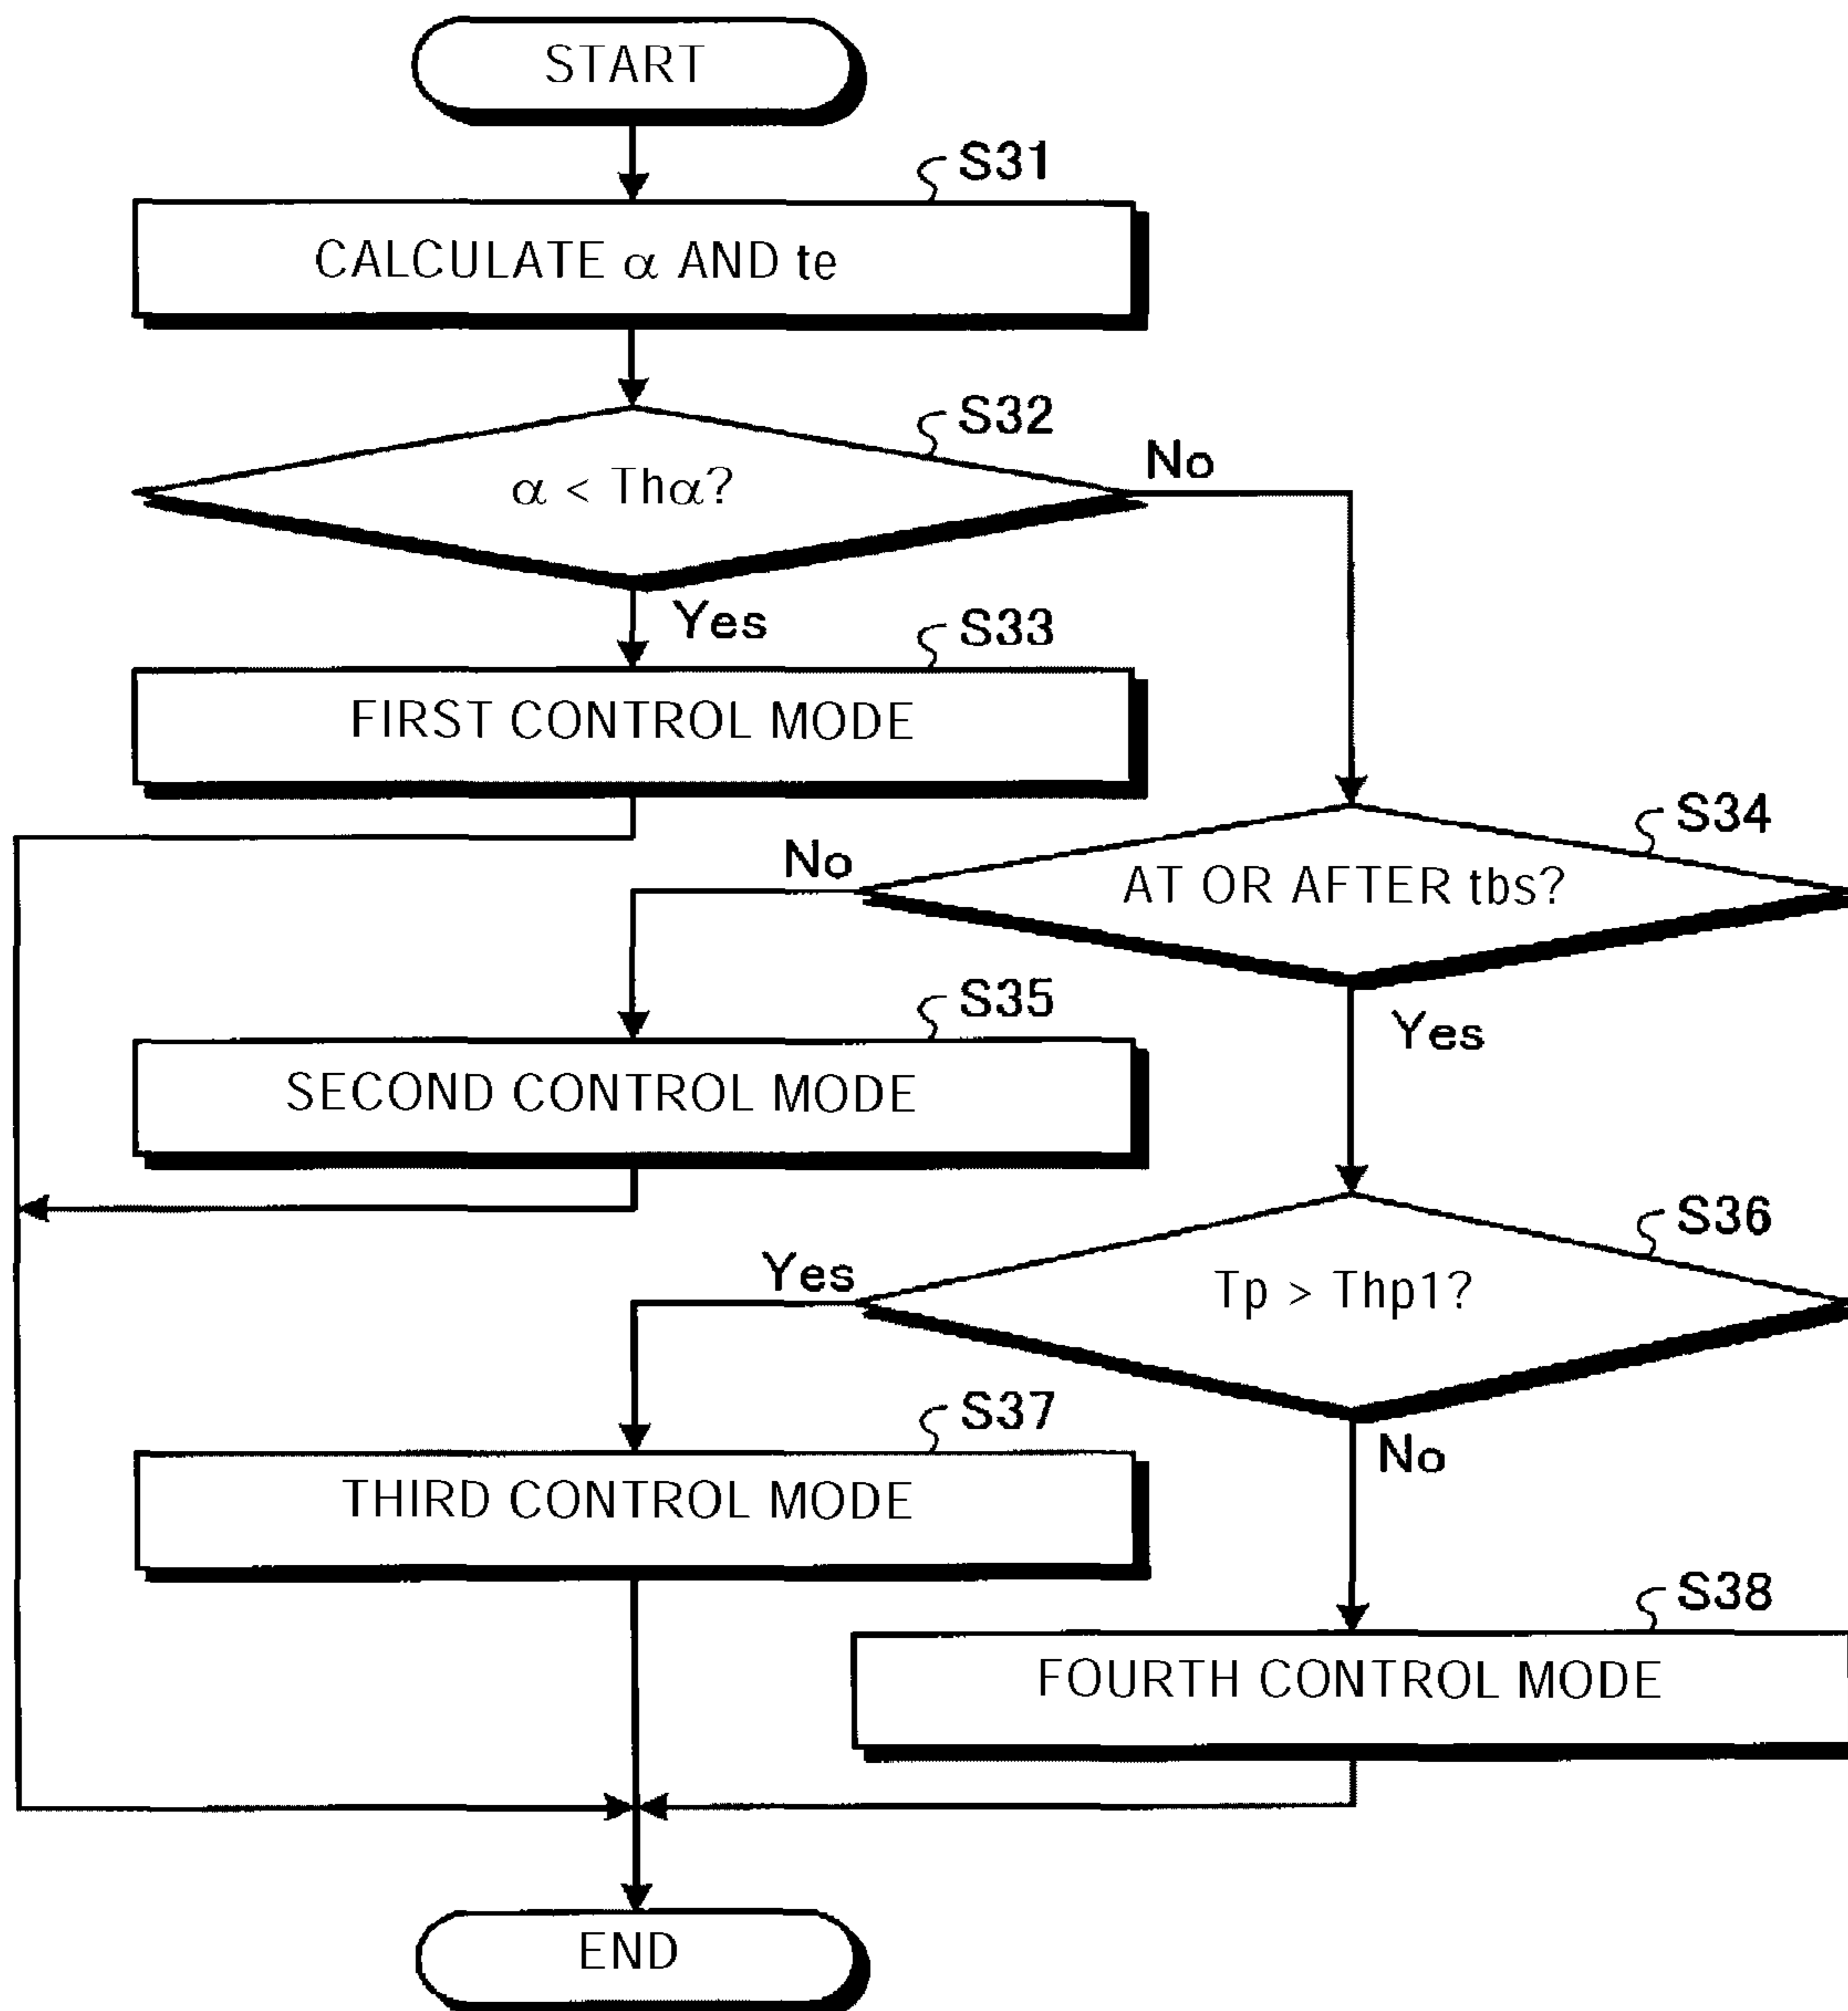 START
S31
CALCULATE α AND te
S32
α < Thα?
No
Yes
S33
FIRST CONTROL MODE
S34
No
AT OR AFTER tbs?
Yes
S35
SECOND CONTROL MODE
S36
Yes
Tp > Thp1?
No
S37
THIRD CONTROL MODE
S38
FOURTH CONTROL MODE
END